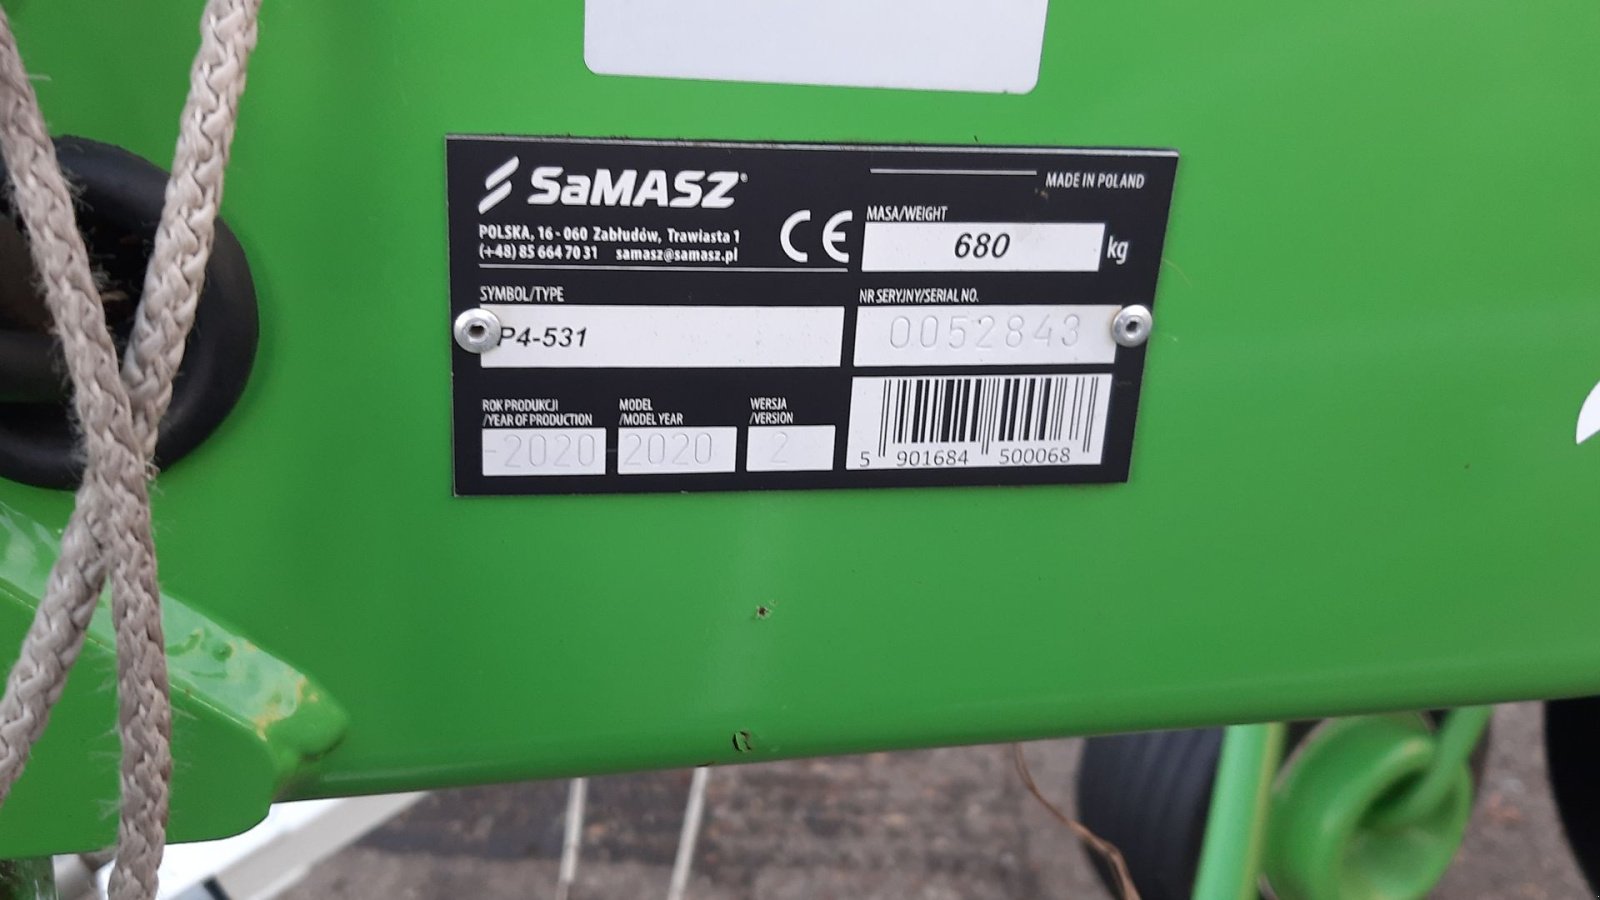 SaMASZ®
MADE IN POLAND
POLSKA, 16-060 Zabłudów, Trawiasta 1
(+48) 85 664 70 31 samasz@samasz.pl
CE
MASA/WEIGHT
680 kg
SYMBOL/TYPE
P4-531
NR SERYJNY/SERIAL NO.
0052843
ROK PRODUKCJI
/YEAR OF PRODUCTION
-2020-
MODEL
/MODEL YEAR
2020
WERSJA
/VERSION
2
5 901684 500068